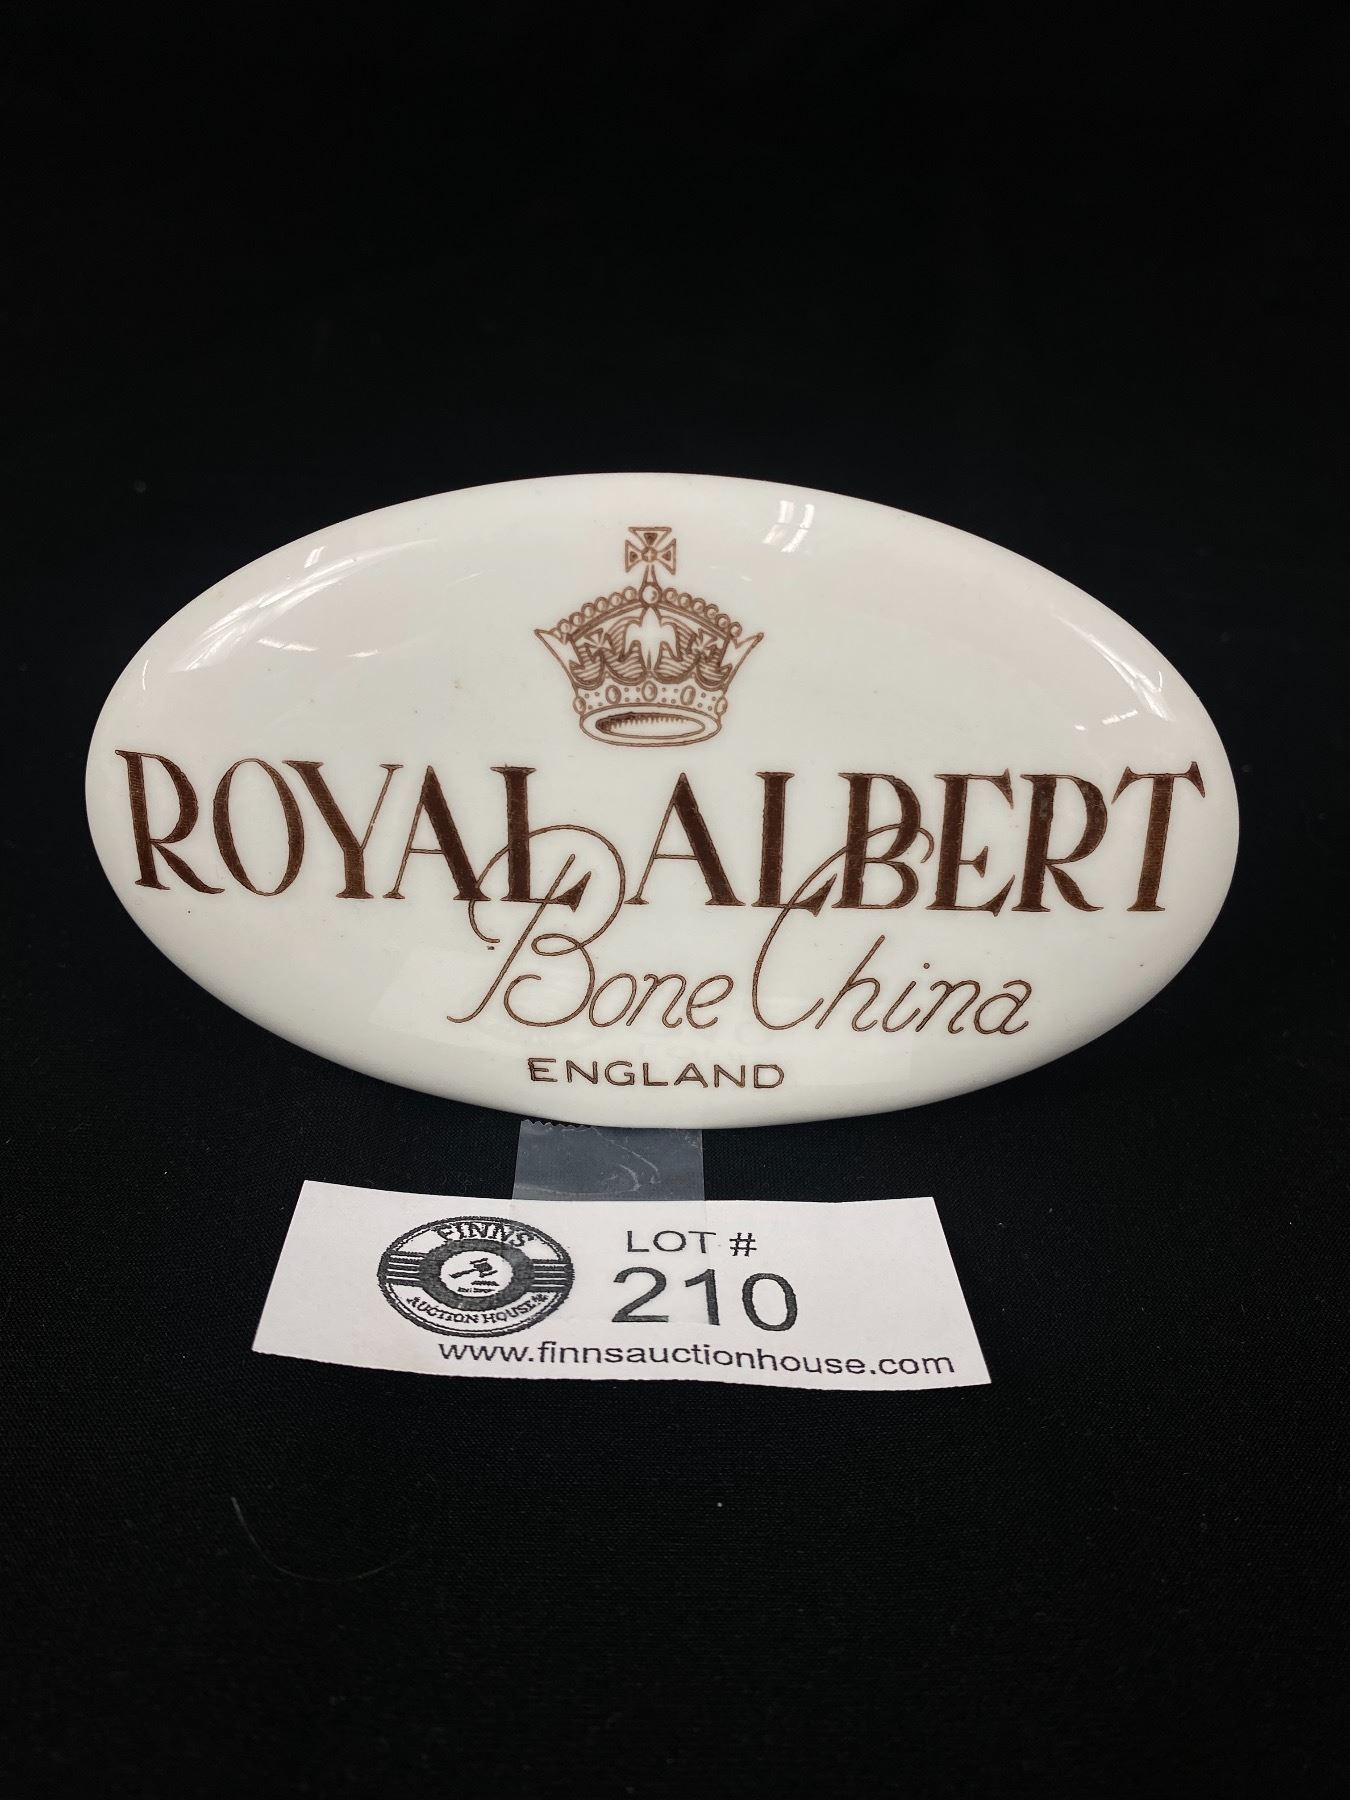 ROYAL ALBERT
Bone China
ENGLAND
FINNS
AUCTION HOUSE
LOT #
210
www.finnsauctionhouse.com